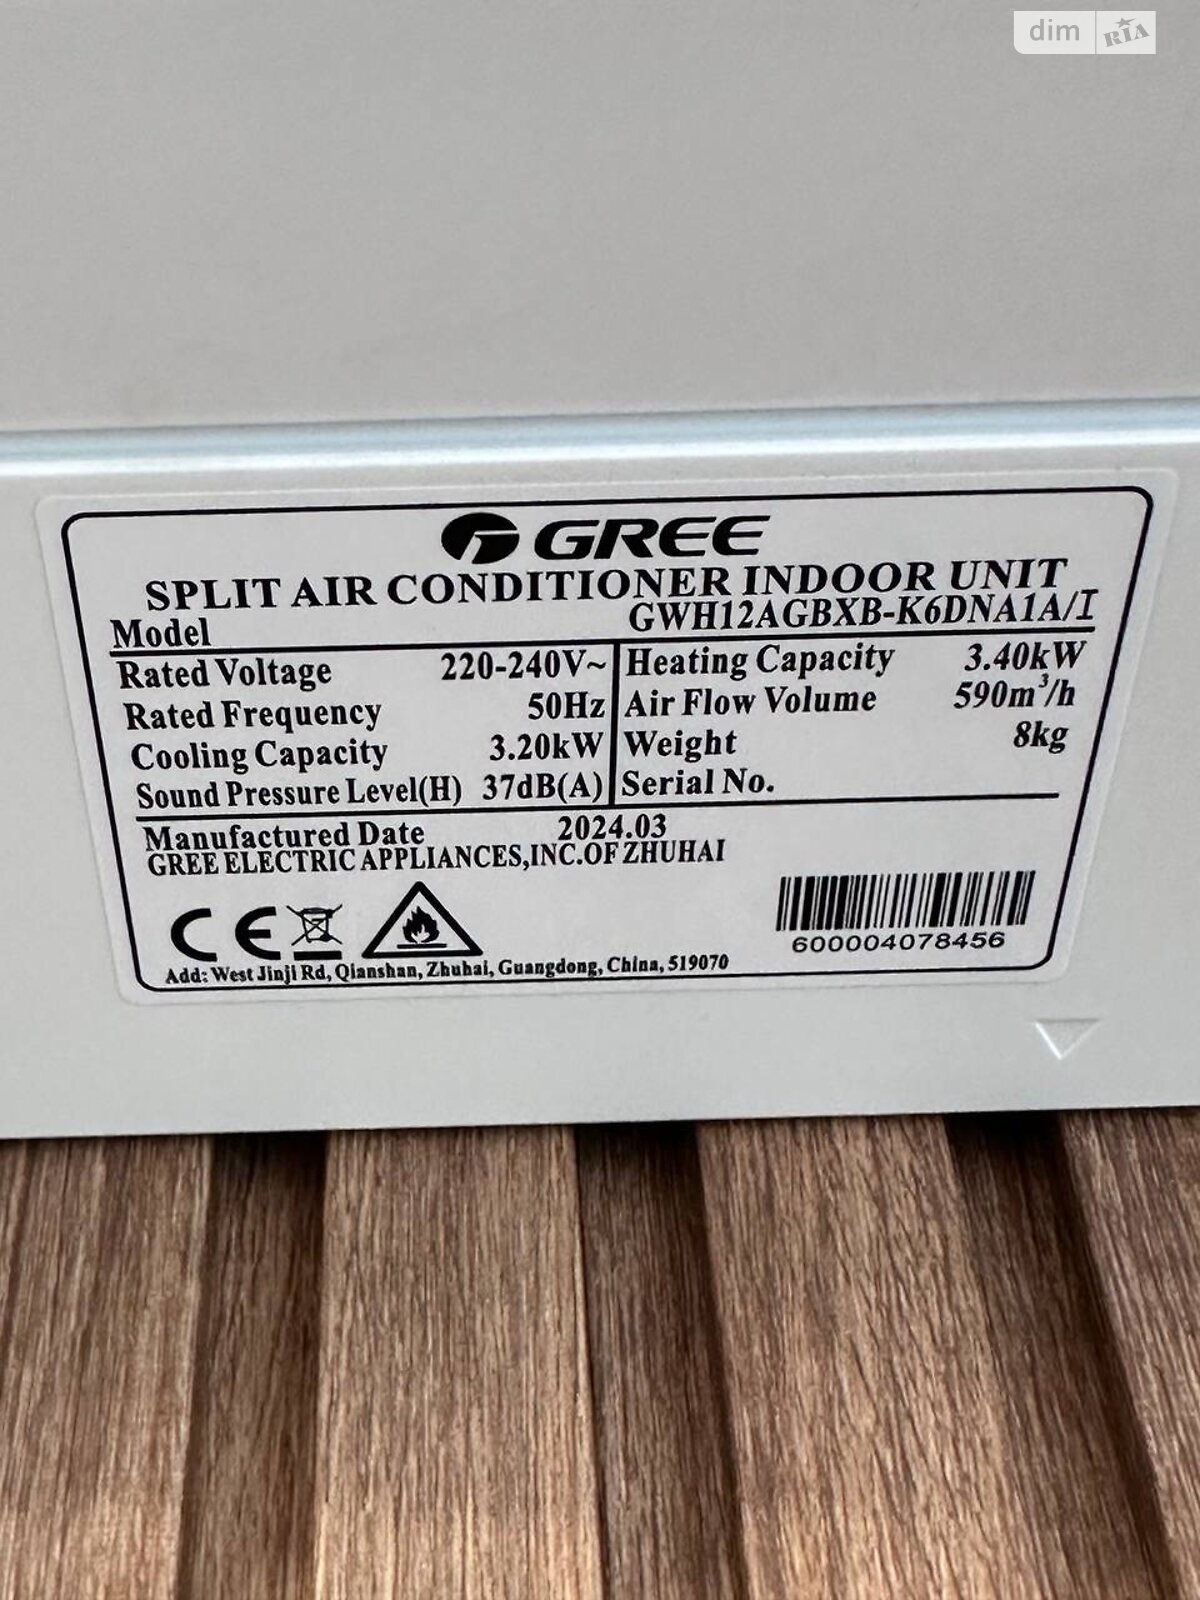 dim RIA
GREE
SPLIT AIR CONDITIONER INDOOR UNIT
Model GWH12AGBXB-K6DNA1A/I
Rated Voltage 220-240V~ Heating Capacity 3.40kW
Rated Frequency 50Hz Air Flow Volume 590m³/h
Cooling Capacity 3.20kW Weight 8kg
Sound Pressure Level(H) 37dB(A) Serial No.
Manufactured Date 2024.03
GREE ELECTRIC APPLIANCES,INC.OF ZHUHAI
CE
600004078456
Add: West Jinji Rd, Qianshan, Zhuhai, Guangdong, China, 519070